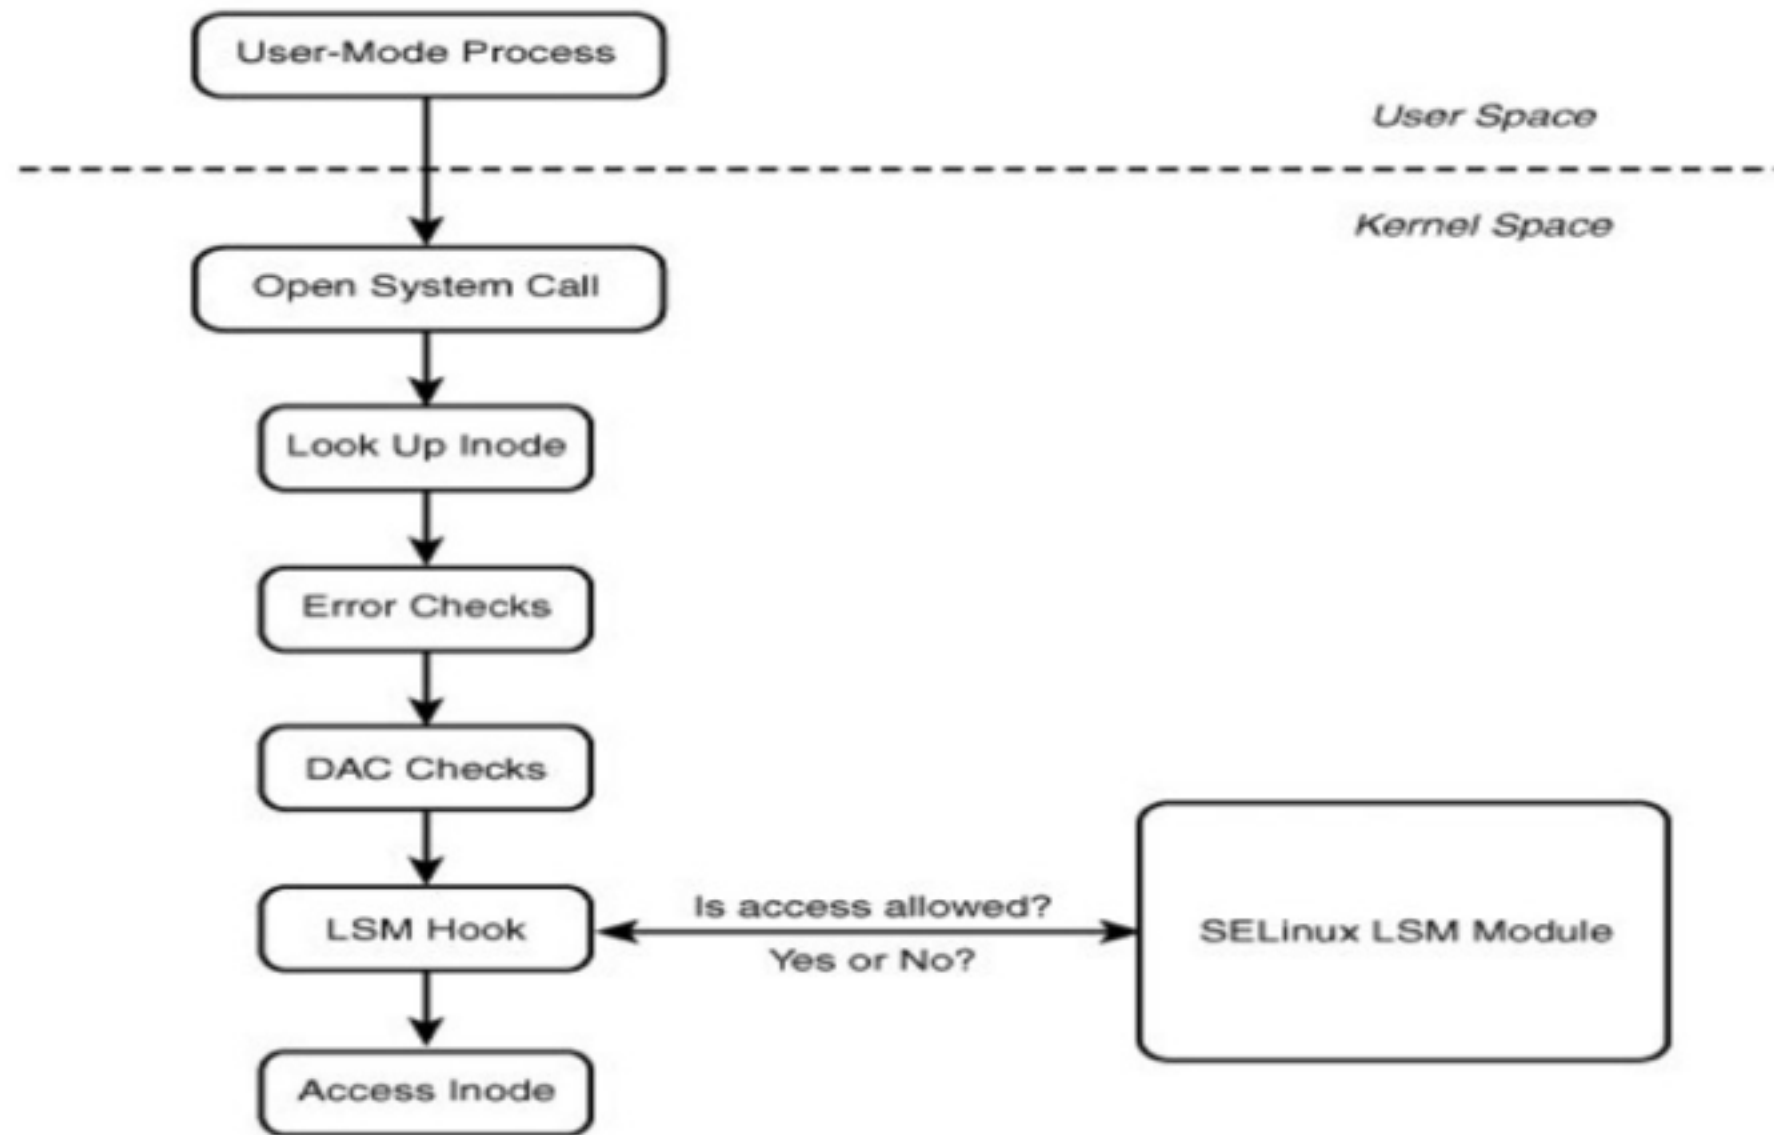 User-Mode Process
User Space
Kernel Space
Open System Call
Look Up Inode
Error Checks
DAC Checks
LSM Hook
Is access allowed?
Yes or No?
SELinux LSM Module
Access Inode